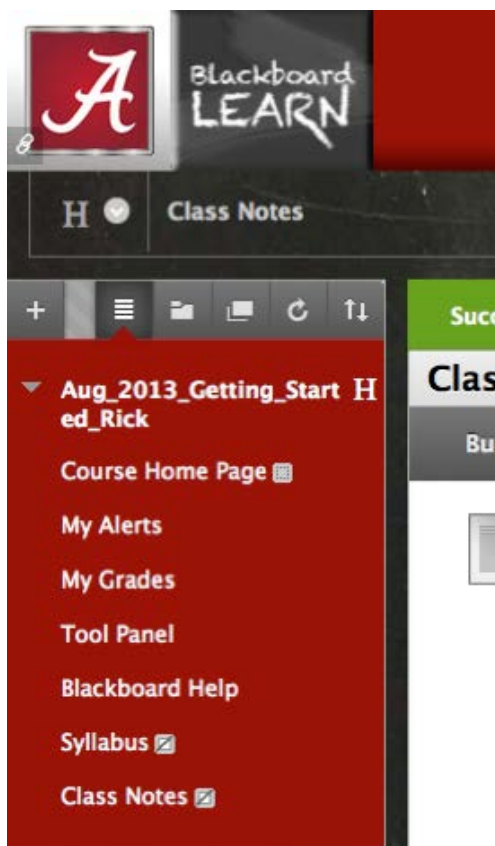 A
Blackboard
LEARN
H
Class Notes
Aug_2013_Getting_Start
ed_Rick
H
Course Home Page
My Alerts
My Grades
Tool Panel
Blackboard Help
Syllabus
Class Notes
Succ
Clas
Bu